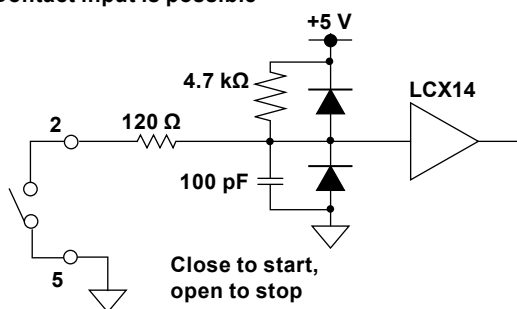 Contact input is possible
+5 V
4.7 kΩ
LCX14
2
120 Ω
100 pF
5
Close to start,
open to stop